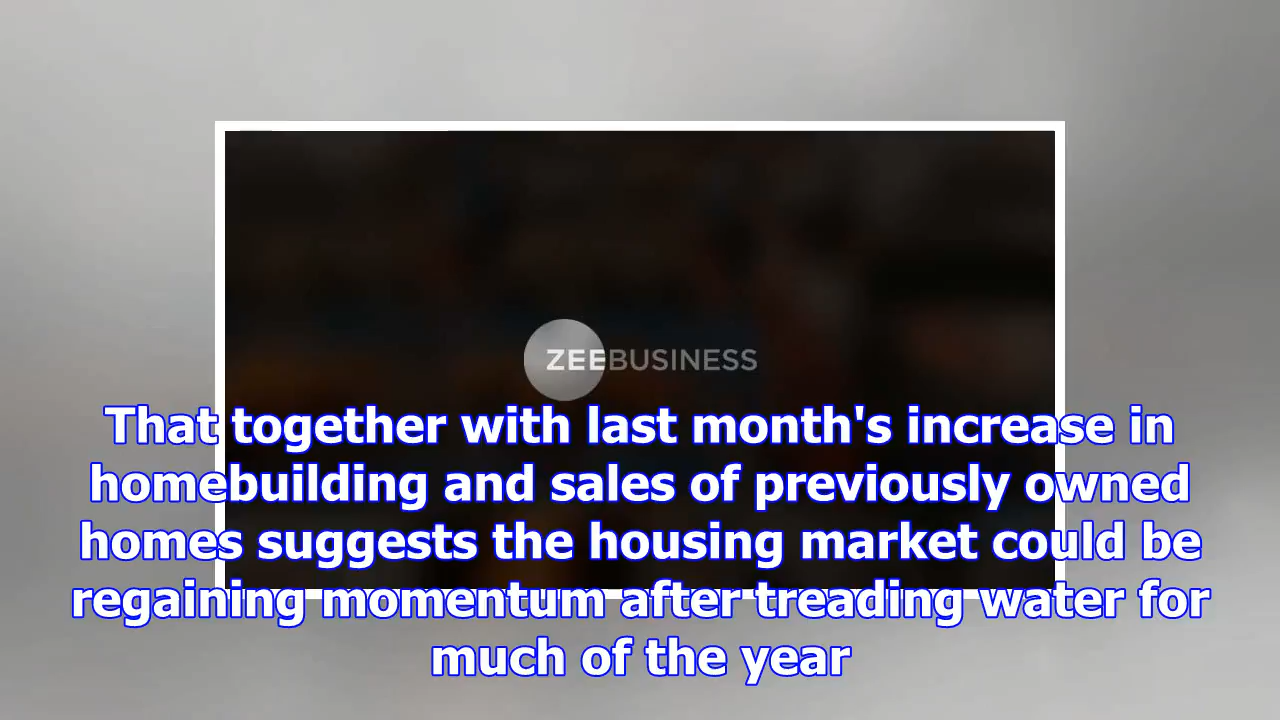 ZEEBUSINESS
That together with last month's increase in
homebuilding and sales of previously owned
homes suggests the housing market could be
regaining momentum after treading water for
much of the year